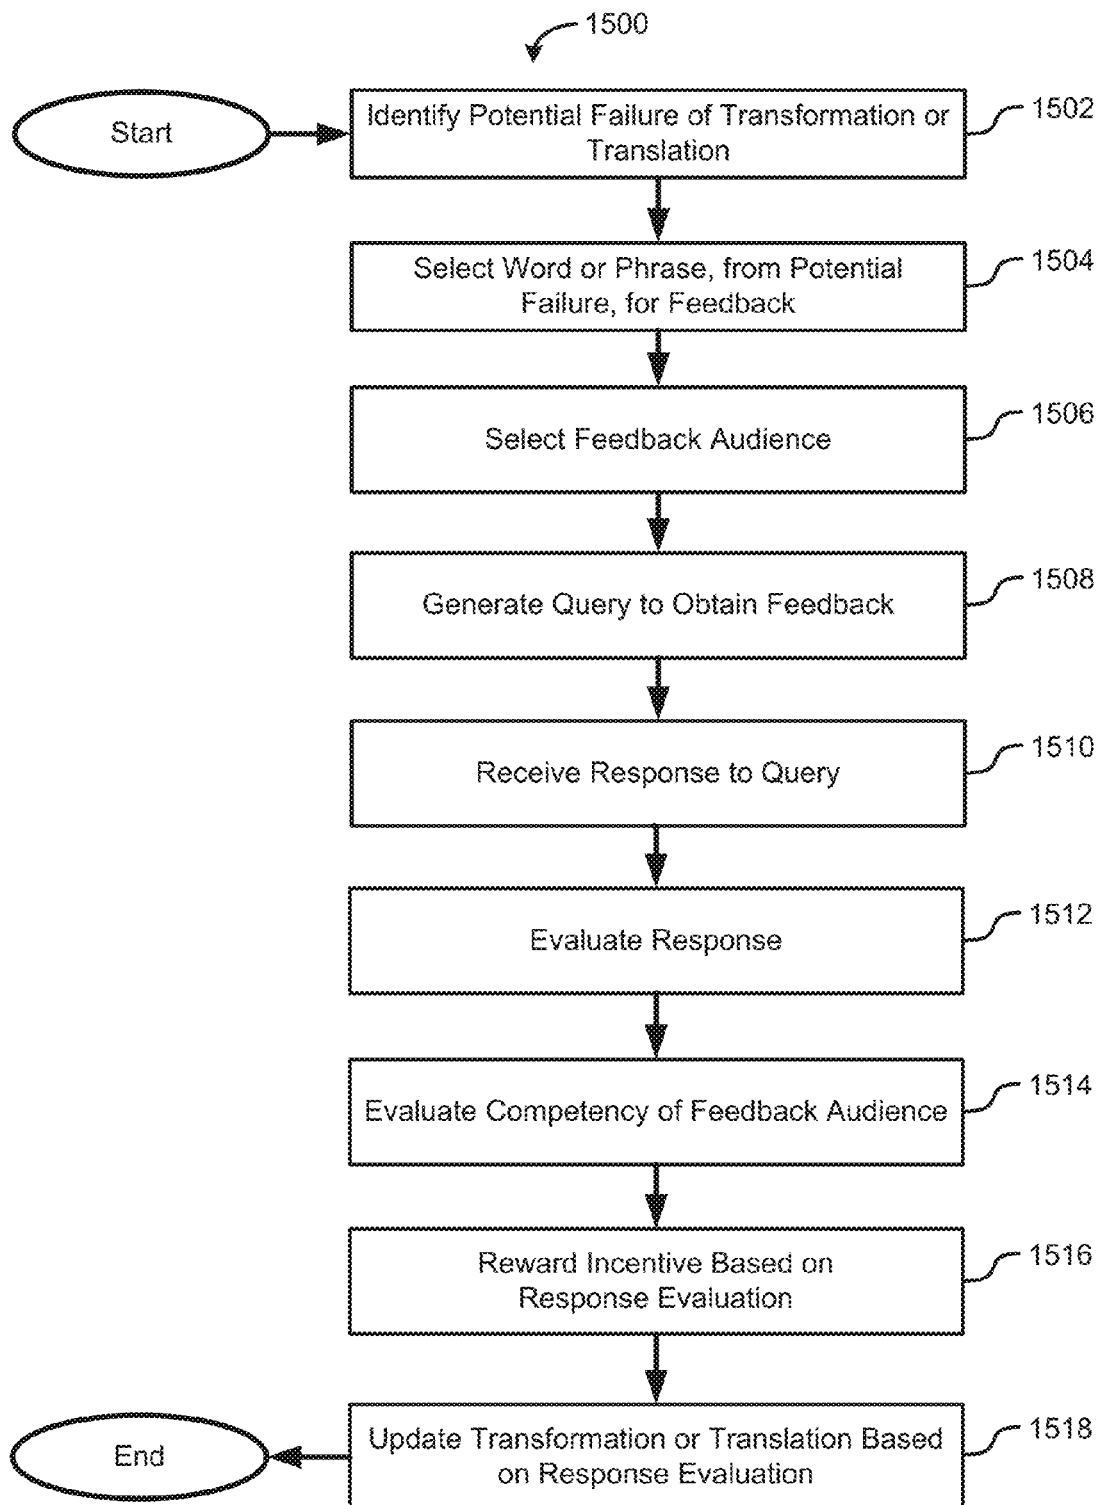 1500
Start
Identify Potential Failure of Transformation or
Translation
1502
Select Word or Phrase, from Potential
Failure, for Feedback
1504
Select Feedback Audience
1506
Generate Query to Obtain Feedback
1508
Receive Response to Query
1510
Evaluate Response
1512
Evaluate Competency of Feedback Audience
1514
Reward Incentive Based on
Response Evaluation
1516
Update Transformation or Translation Based
on Response Evaluation
1518
End